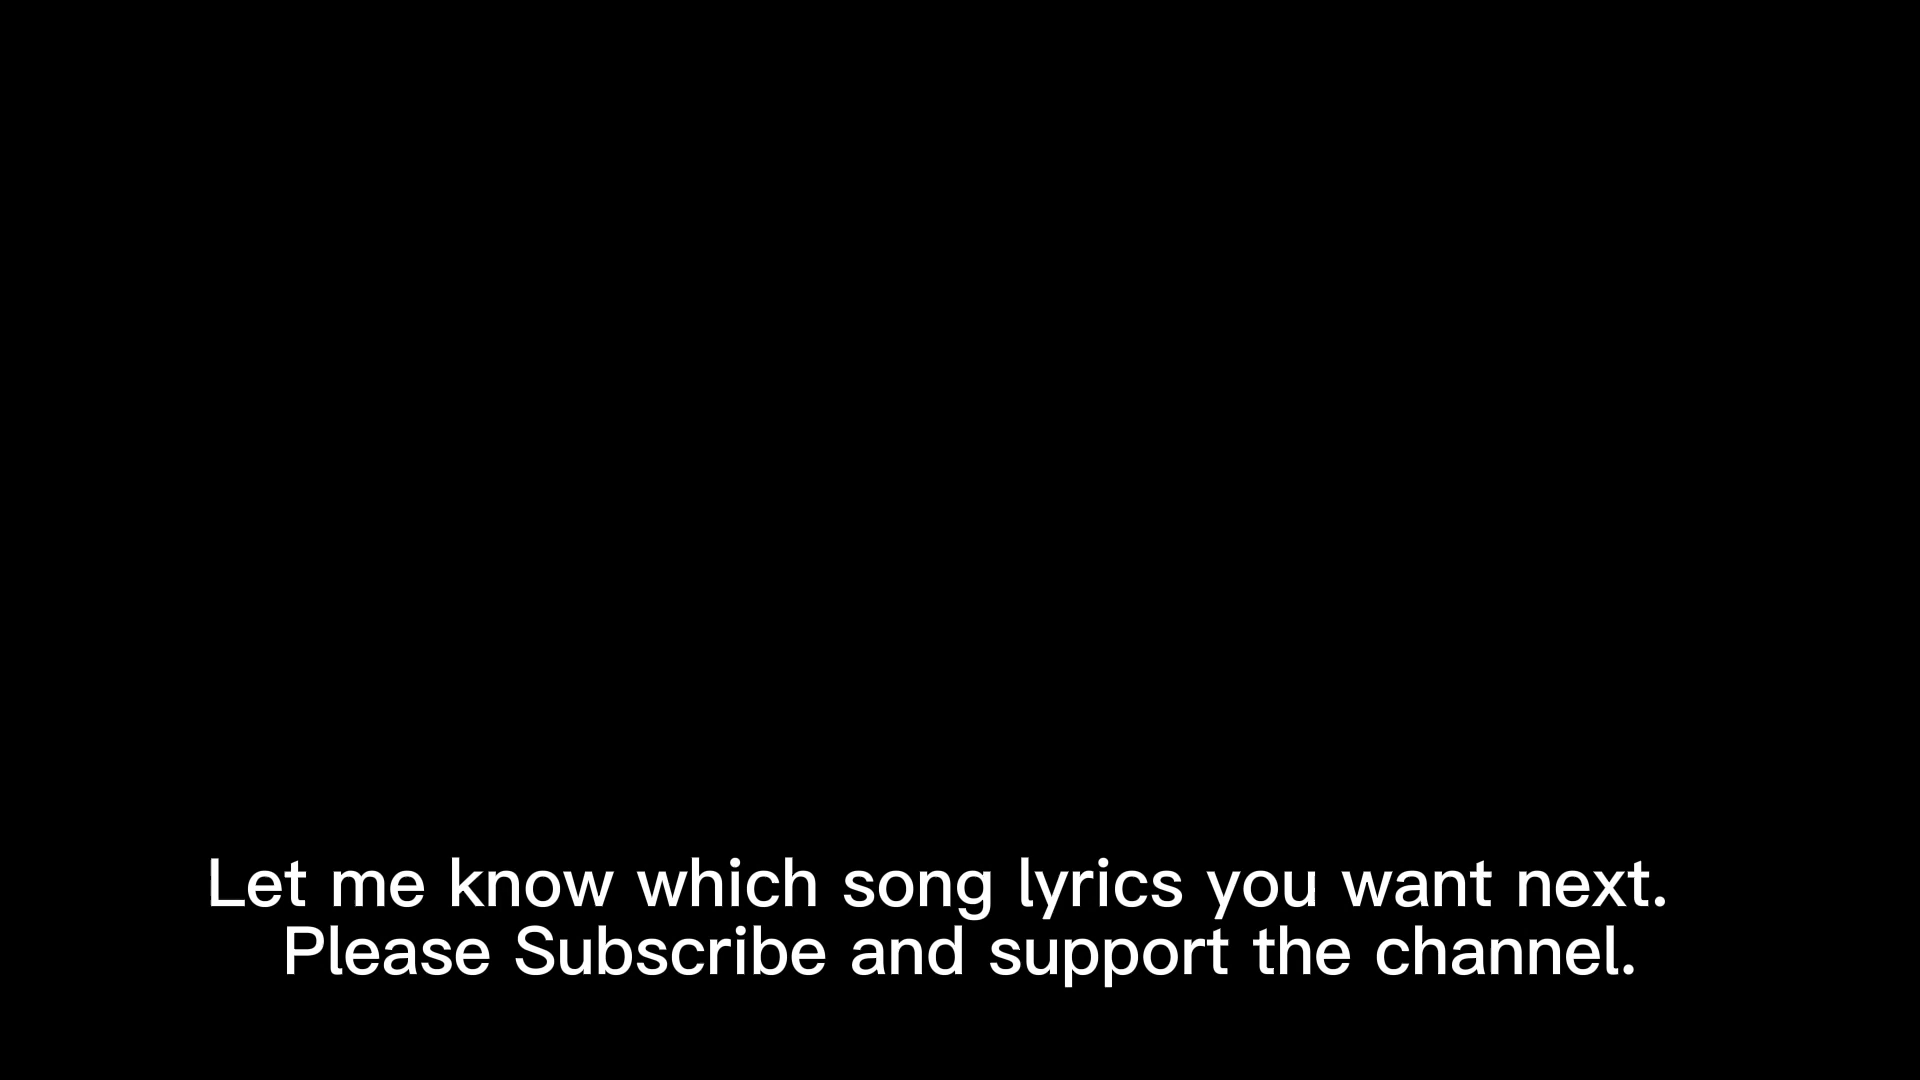 Let me know which song lyrics you want next.
Please Subscribe and support the channel.